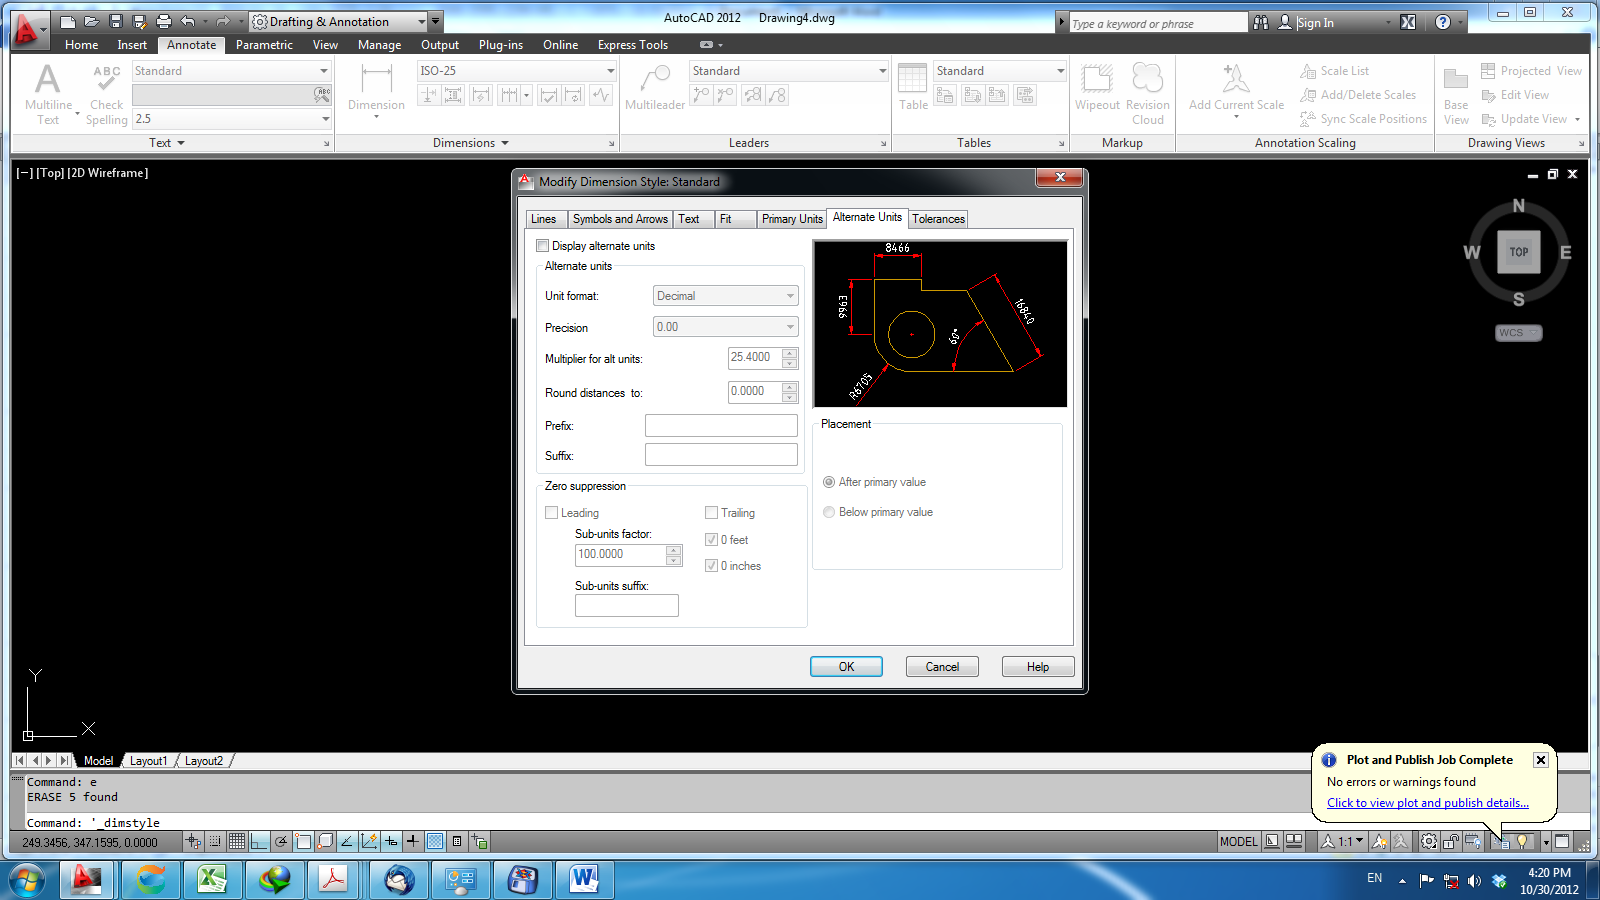 AutoCAD 2012 Drawing4.dwg
Drafting & Annotation
Type a keyword or phrase
Sign In
Home Insert Annotate Parametric View Manage Output Plug-ins Online Express Tools
A
Multiline
Text
ABC
Check
Spelling
Standard
ABC
2.5
Text
Dimension
ISO-25
Dimensions
Multileader
Standard
Leaders
Table
Standard
Tables
Wipeout
Revision
Cloud
Markup
Add Current Scale
Scale List
Add/Delete Scales
Sync Scale Positions
Annotation Scaling
Base
View
Projected View
Edit View
Update View
Drawing Views
[−] [Top] [2D Wireframe]
N
W
TOP
E
S
WCS
Modify Dimension Style: Standard
Lines Symbols and Arrows Text Fit Primary Units Alternate Units Tolerances
Display alternate units
Alternate units
Unit format: Decimal
Precision 0.00
Multiplier for alt units: 25.4000
Round distances to: 0.0000
Prefix:
Suffix:
Zero suppression
Leading
Sub-units factor:
100.0000
Sub-units suffix:
Trailing
0 feet
0 inches
8466
9963
16840
60°
R6705
Placement
After primary value
Below primary value
OK Cancel Help
Y
X
Model Layout1 Layout2
Command: e
ERASE 5 found
Command: '_dimstyle
Plot and Publish Job Complete
No errors or warnings found
Click to view plot and publish details...
249.3456, 347.1595, 0.0000
MODEL
1:1
EN
4:20 PM
10/30/2012